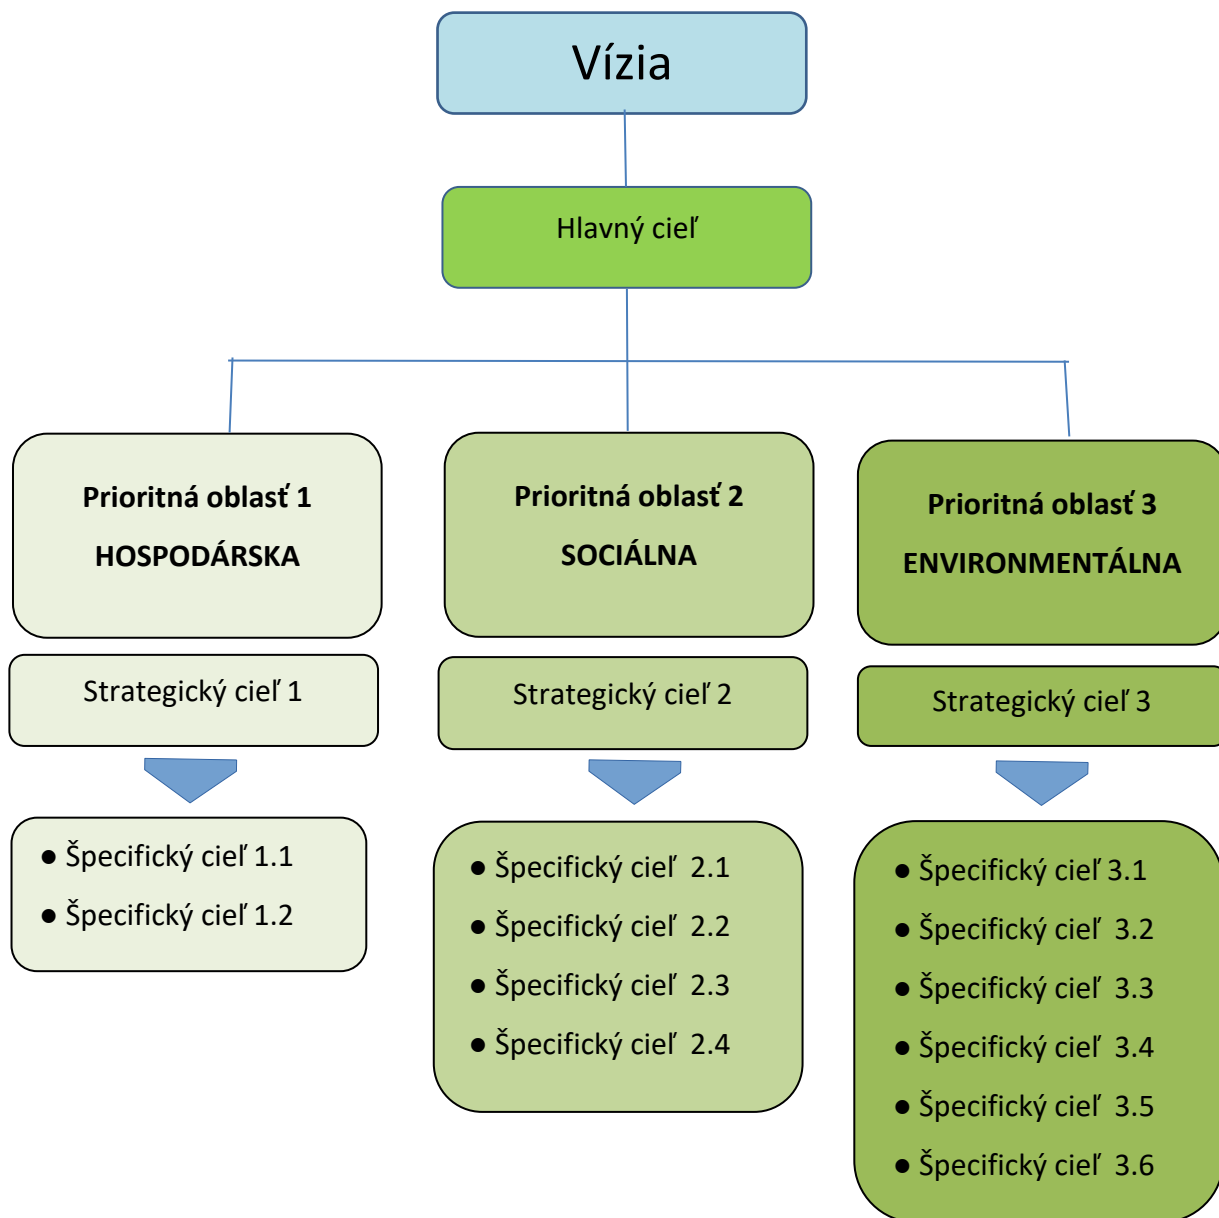 Vízia
Hlavný cieľ
Prioritná oblasť 1
HOSPODÁRSKA
Strategický cieľ 1
● Špecifický cieľ 1.1
● Špecifický cieľ 1.2
Prioritná oblasť 2
SOCIÁLNA
Strategický cieľ 2
● Špecifický cieľ 2.1
● Špecifický cieľ 2.2
● Špecifický cieľ 2.3
● Špecifický cieľ 2.4
Prioritná oblasť 3
ENVIRONMENTÁLNA
Strategický cieľ 3
● Špecifický cieľ 3.1
● Špecifický cieľ 3.2
● Špecifický cieľ 3.3
● Špecifický cieľ 3.4
● Špecifický cieľ 3.5
● Špecifický cieľ 3.6